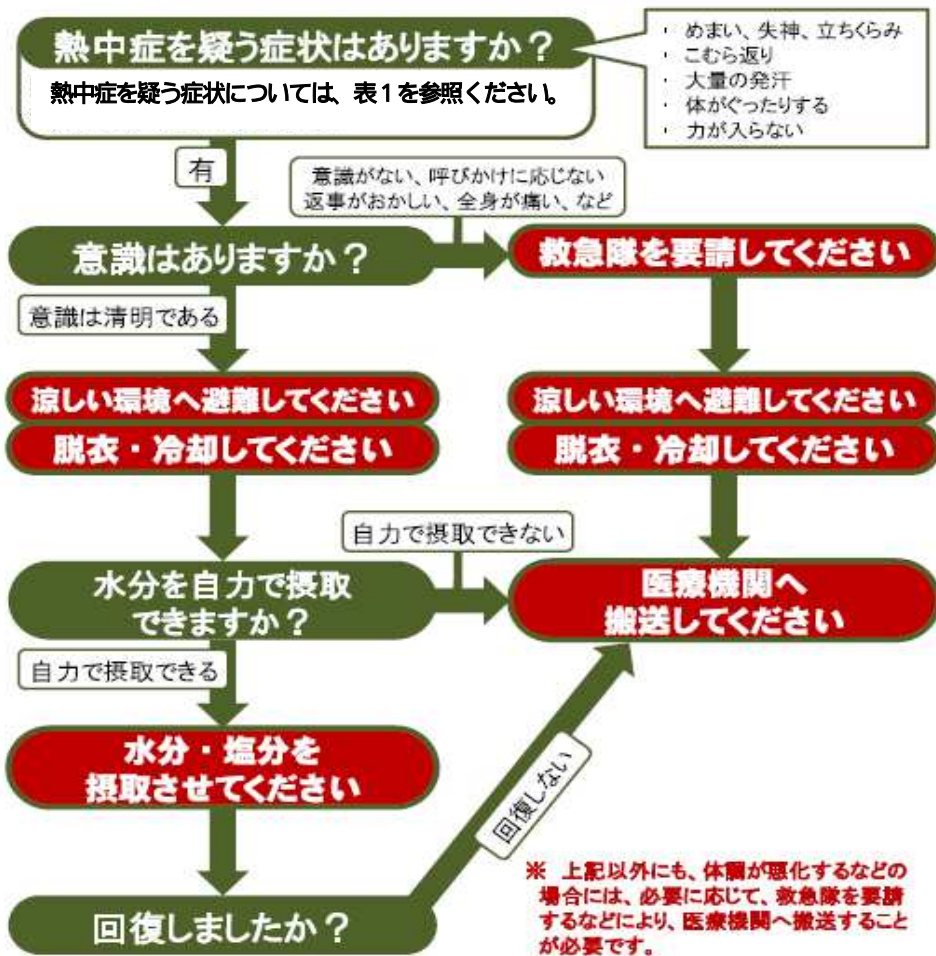 熱中症を疑う症状はありますか？
熱中症を疑う症状については、表1を参照ください。
・ めまい、失神、立ちくらみ
・ こむら返り
・ 大量の発汗
・ 体がぐったりする
・ 力が入らない
有
意識がない、呼びかけに応じない
返事がおかしい、全身が痛い、など
意識はありますか？
救急隊を要請してください
意識は清明である
涼しい環境へ避難してください
脱衣・冷却してください
涼しい環境へ避難してください
脱衣・冷却してください
自力で摂取できない
水分を自力で摂取
できますか？
医療機関へ
搬送してください
自力で摂取できる
水分・塩分を
摂取させてください
回復しない
回復しましたか？
※ 上記以外にも、体調が悪化するなどの
場合には、必要に応じて、救急隊を要請
するなどにより、医療機関へ搬送すること
が必要です。